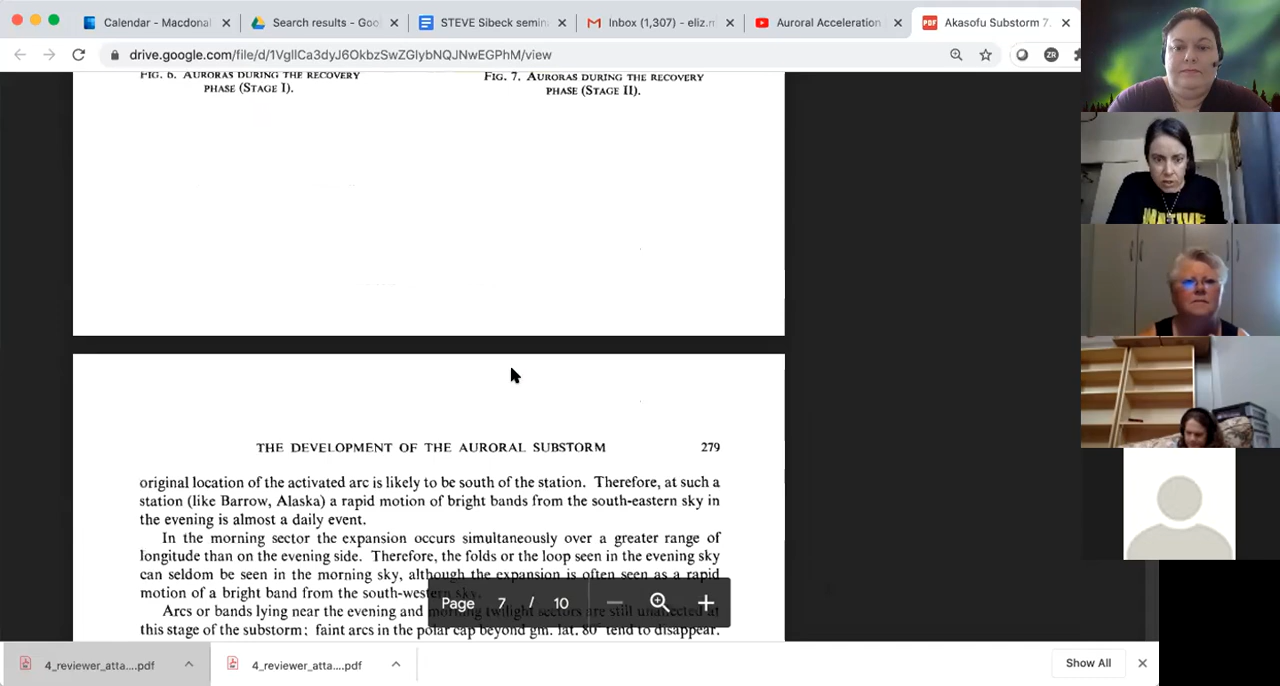 Calendar - Macdonal
Search results - Goo
STEVE Sibeck semin
Inbox (1,307) - eliz.m
Auroral Acceleration
Akasofu Substorm 7.
PDF
drive.google.com/file/d/1VgIlCa3dyJ6OkbzSwZGlybNQJNwEGPhM/view
ZR
FIG. 6. AURORAS DURING THE RECOVERY
PHASE (STAGE I).
FIG. 7. AURORAS DURING THE RECOVERY
PHASE (STAGE II).
THE DEVELOPMENT OF THE AURORAL SUBSTORM 279
original location of the activated arc is likely to be south of the station. Therefore, at such a
station (like Barrow, Alaska) a rapid motion of bright bands from the south-eastern sky in
the evening is almost a daily event.
In the morning sector the expansion occurs simultaneously over a greater range of
longitude than on the evening side. Therefore, the folds or the loop seen in the evening sky
can seldom be seen in the morning sky, although the expansion is often seen as a rapid
motion of a bright band from the south-western sky.
Arcs or bands lying near the evening and morning twilight sectors are still unaffected at
this stage of the substorm; faint arcs in the polar cap beyond gm. lat. 80° tend to disappear.
Page 7 / 10
4_reviewer_atta....pdf
4_reviewer_atta....pdf
Show All
NATIVE